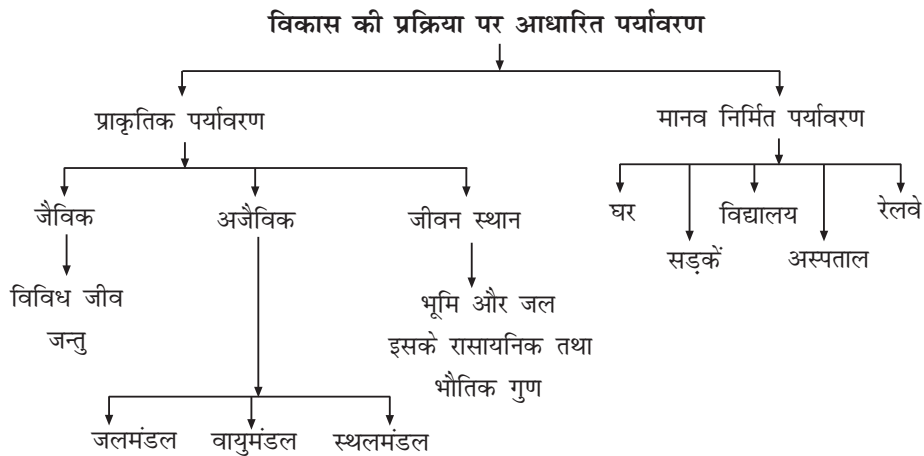 विकास की प्रक्रिया पर आधारित पर्यावरण
प्राकृतिक पर्यावरण
मानव निर्मित पर्यावरण
जैविक
अजैविक
जीवन स्थान
घर
विद्यालय
रेलवे
सड़कें
अस्पताल
विविध जीव
जन्तु
भूमि और जल
इसके रासायनिक तथा
भौतिक गुण
जलमंडल
वायुमंडल
स्थलमंडल